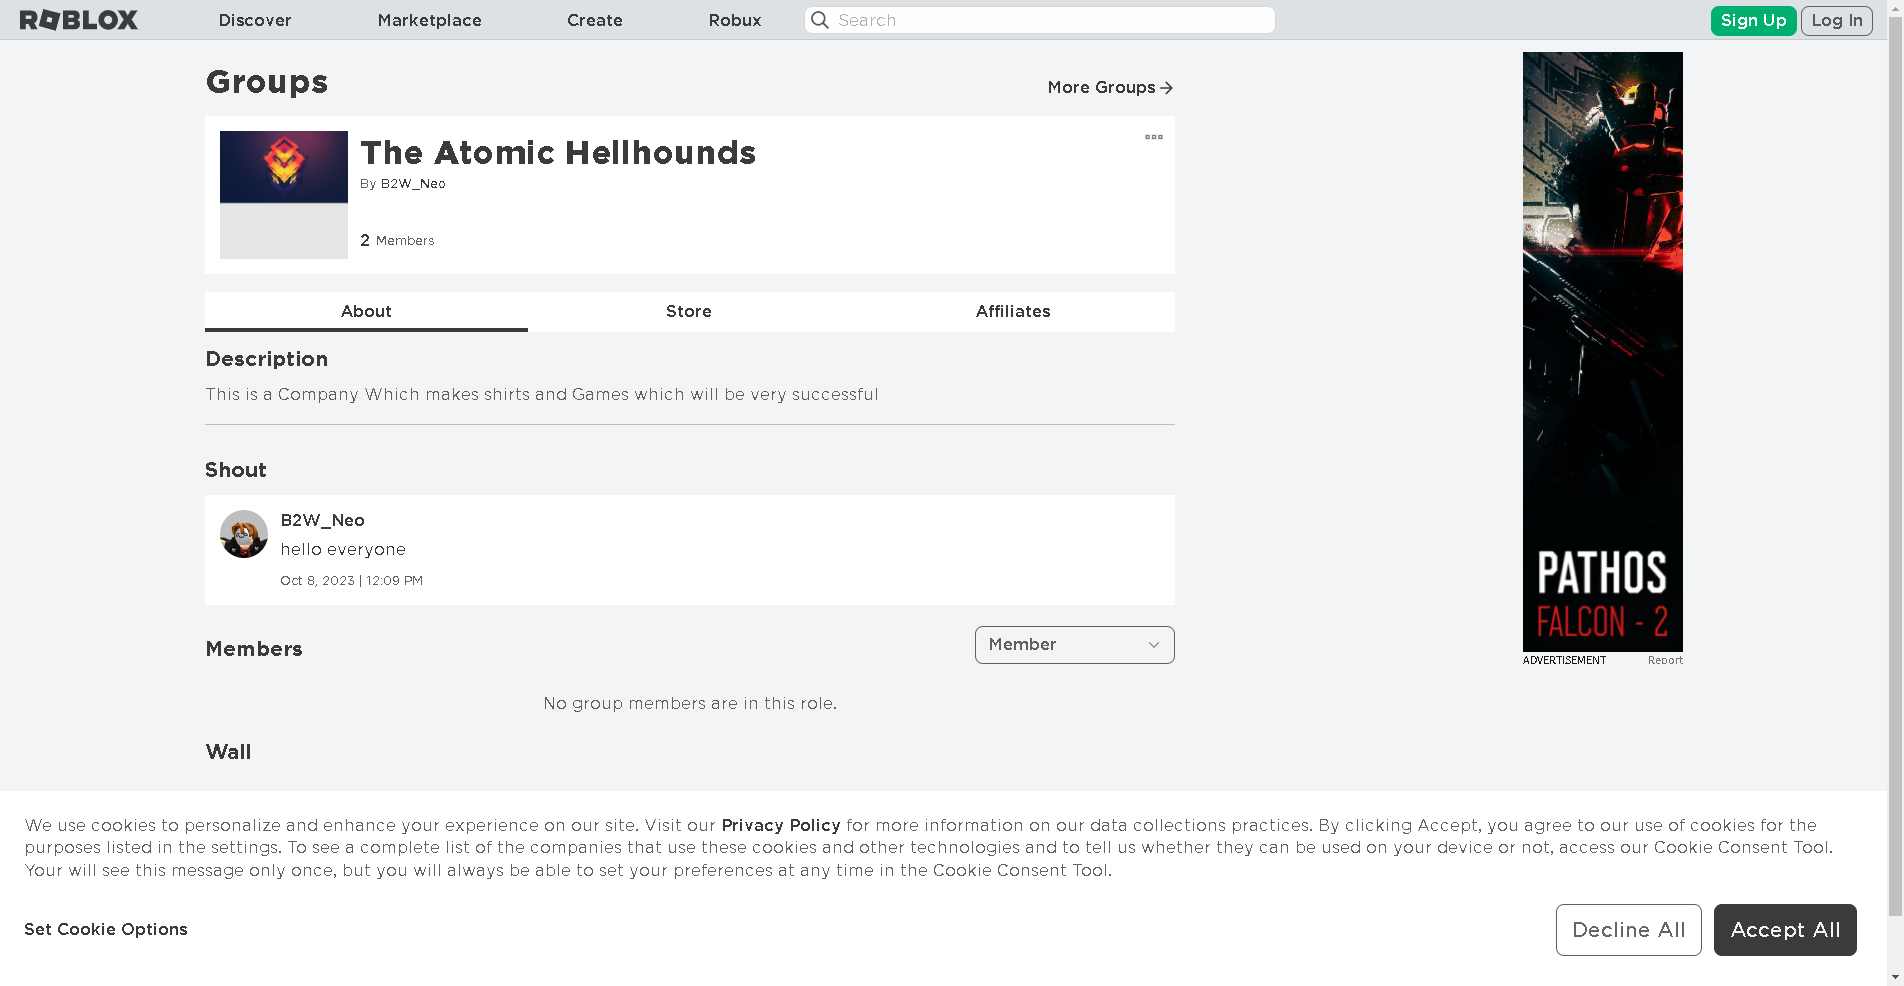 ROBLOX Discover Marketplace Create Robux Search Sign Up Log In
Groups
More Groups
The Atomic Hellhounds
By B2W_Neo
2 Members
About Store Affiliates
Description
This is a Company Which makes shirts and Games which will be very successful
Shout
B2W_Neo
hello everyone
Oct 8, 2023 | 12:09 PM
Members
Member
No group members are in this role.
Wall
PATHOS
FALCON - 2
ADVERTISEMENT Report
We use cookies to personalize and enhance your experience on our site. Visit our Privacy Policy for more information on our data collections practices. By clicking Accept, you agree to our use of cookies for the
purposes listed in the settings. To see a complete list of the companies that use these cookies and other technologies and to tell us whether they can be used on your device or not, access our Cookie Consent Tool.
Your will see this message only once, but you will always be able to set your preferences at any time in the Cookie Consent Tool.
Set Cookie Options
Decline All
Accept All